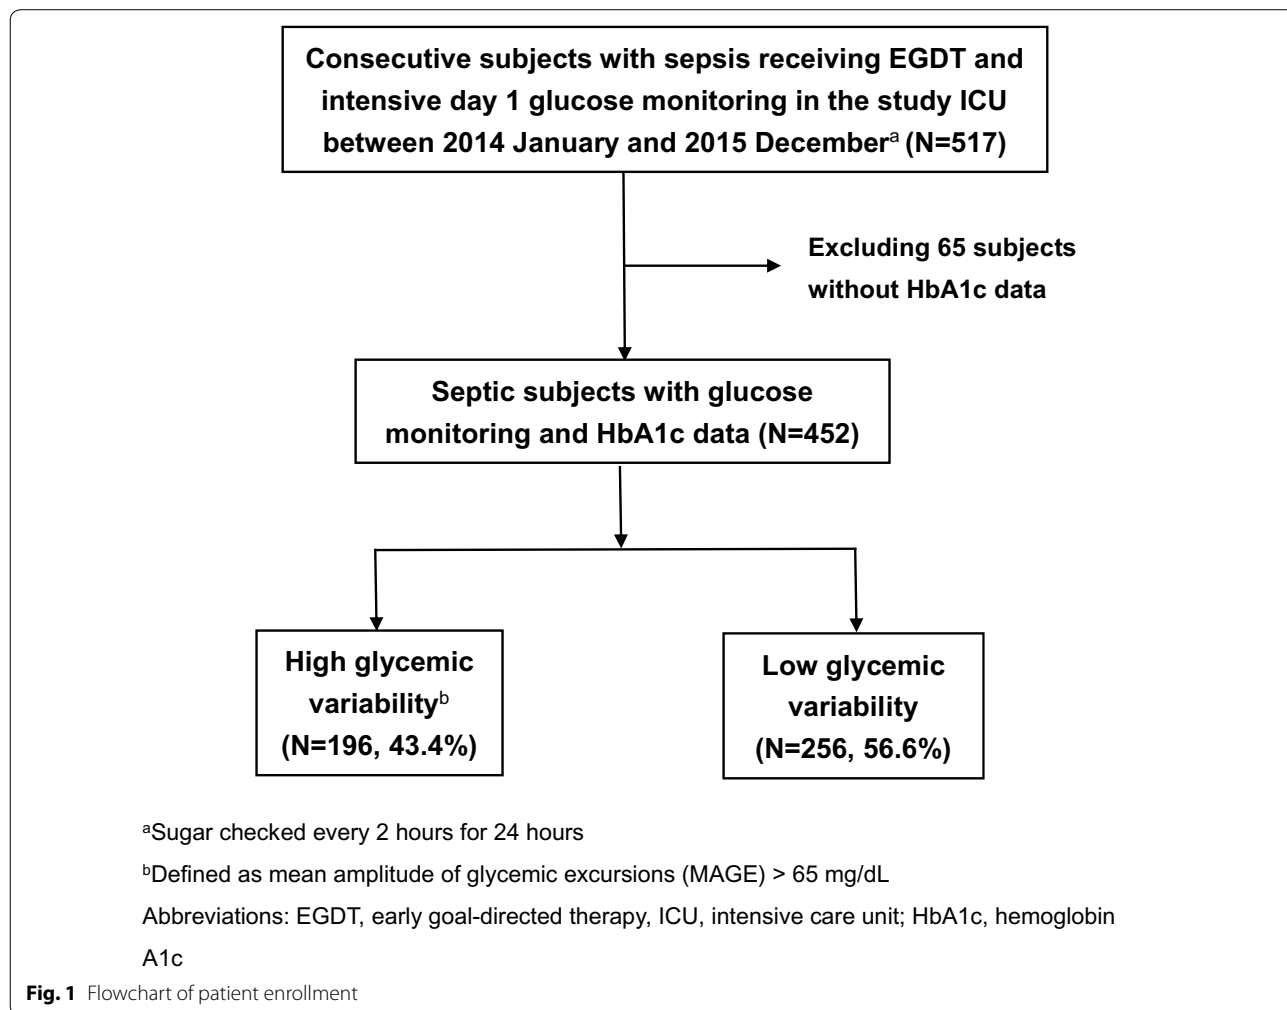 Consecutive subjects with sepsis receiving EGDT and
intensive day 1 glucose monitoring in the study ICU
between 2014 January and 2015 Decemberᵃ (N=517)
Excluding 65 subjects
without HbA1c data
Septic subjects with glucose
monitoring and HbA1c data (N=452)
High glycemic
variabilityᵇ
(N=196, 43.4%)
Low glycemic
variability
(N=256, 56.6%)
ᵃSugar checked every 2 hours for 24 hours
ᵇDefined as mean amplitude of glycemic excursions (MAGE) > 65 mg/dL
Abbreviations: EGDT, early goal-directed therapy, ICU, intensive care unit; HbA1c, hemoglobin
A1c
Fig. 1 Flowchart of patient enrollment